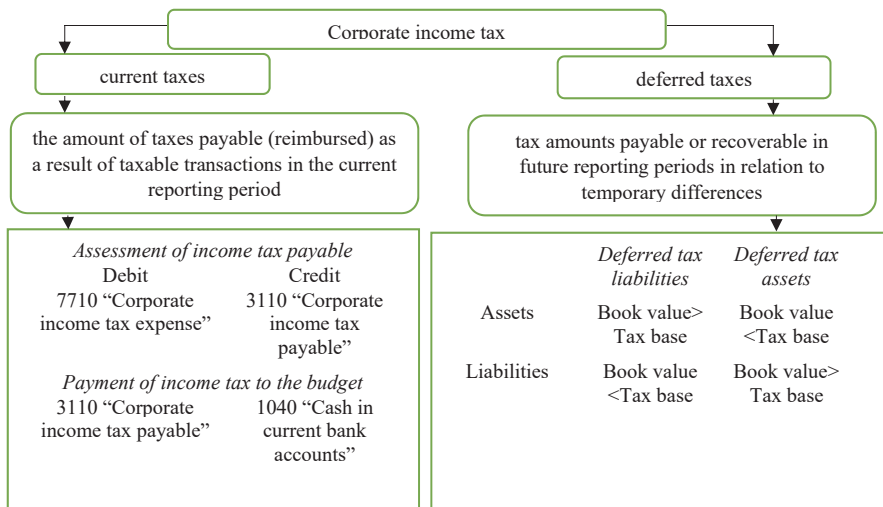 Corporate income tax
current taxes
deferred taxes
the amount of taxes payable (reimbursed) as
a result of taxable transactions in the current
reporting period
tax amounts payable or recoverable in
future reporting periods in relation to
temporary differences
Assessment of income tax payable
Debit Credit
7710 “Corporate 3110 “Corporate
income tax expense” income tax
payable”
Payment of income tax to the budget
3110 “Corporate 1040 “Cash in
income tax payable” current bank
accounts”
Deferred tax Deferred tax
liabilities assets
Assets Book value> Book value
Tax base <Tax base
Liabilities Book value Book value>
<Tax base Tax base